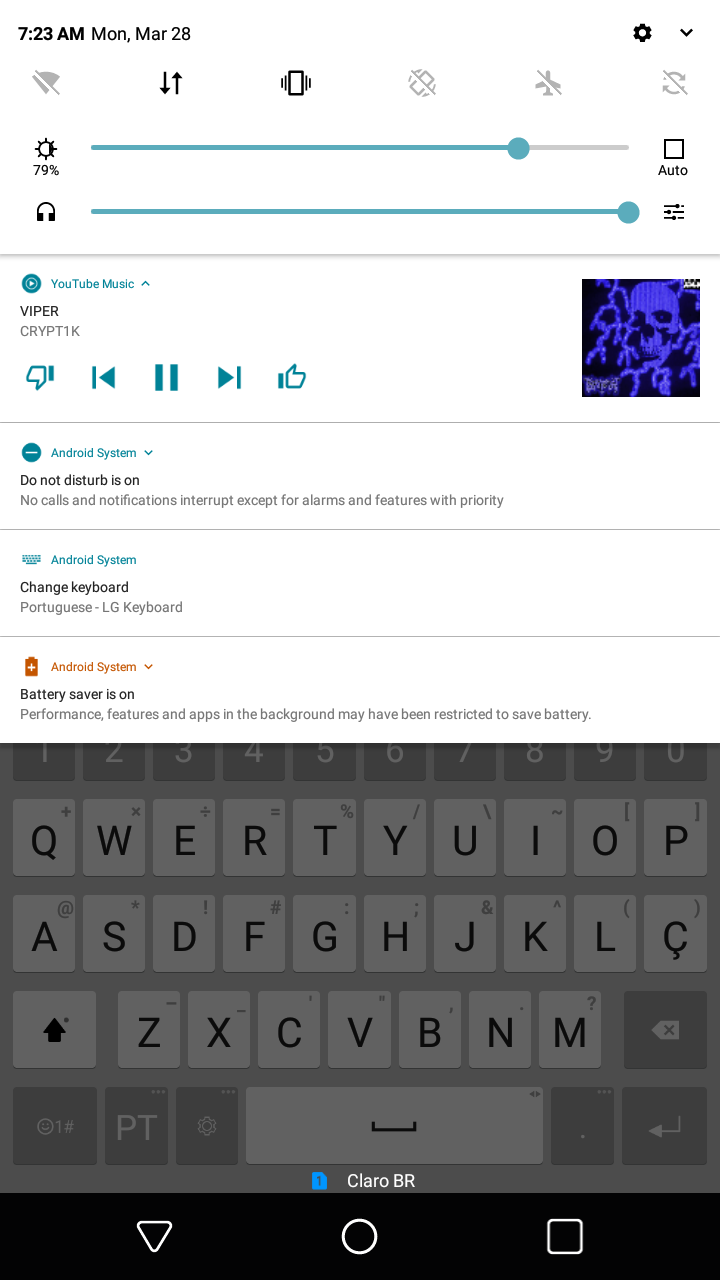 7:23 AM Mon, Mar 28
79%
Auto
YouTube Music
VIPER
CRYPT1K
Android System
Do not disturb is on
No calls and notifications interrupt except for alarms and features with priority
Android System
Change keyboard
Portuguese - LG Keyboard
Android System
Battery saver is on
Performance, features and apps in the background may have been restricted to save battery.
1 2 3 4 5 6 7 8 9 0
+ × ÷ = % / \ ~ [ ]
Q W E R T Y U I O P
@ * ! # : ; & ^ ( )
A S D F G H J K L Ç
– _ ' " , . ?
Z X C V B N M
1# PT .
1 Claro BR